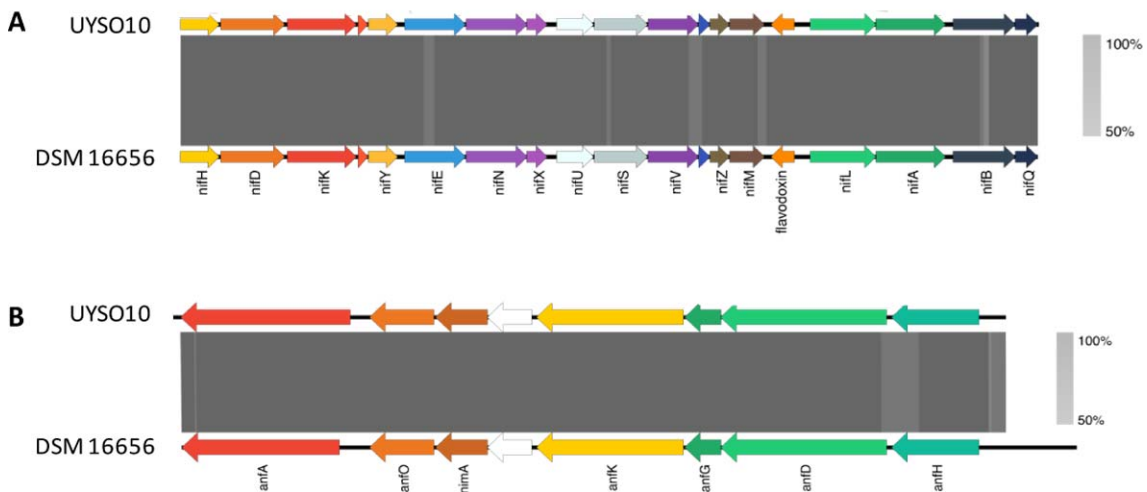 A
UYSO10
100%
50%
DSM 16656
nifH
nifD
nifK
nifY
nifE
nifN
nifX
nifU
nifS
nifV
nifZ
nifM
flavodoxin
nifL
nifA
nifB
nifQ
B
UYSO10
100%
50%
DSM 16656
anfA
anfO
nimA
anfK
anfG
anfD
anfH